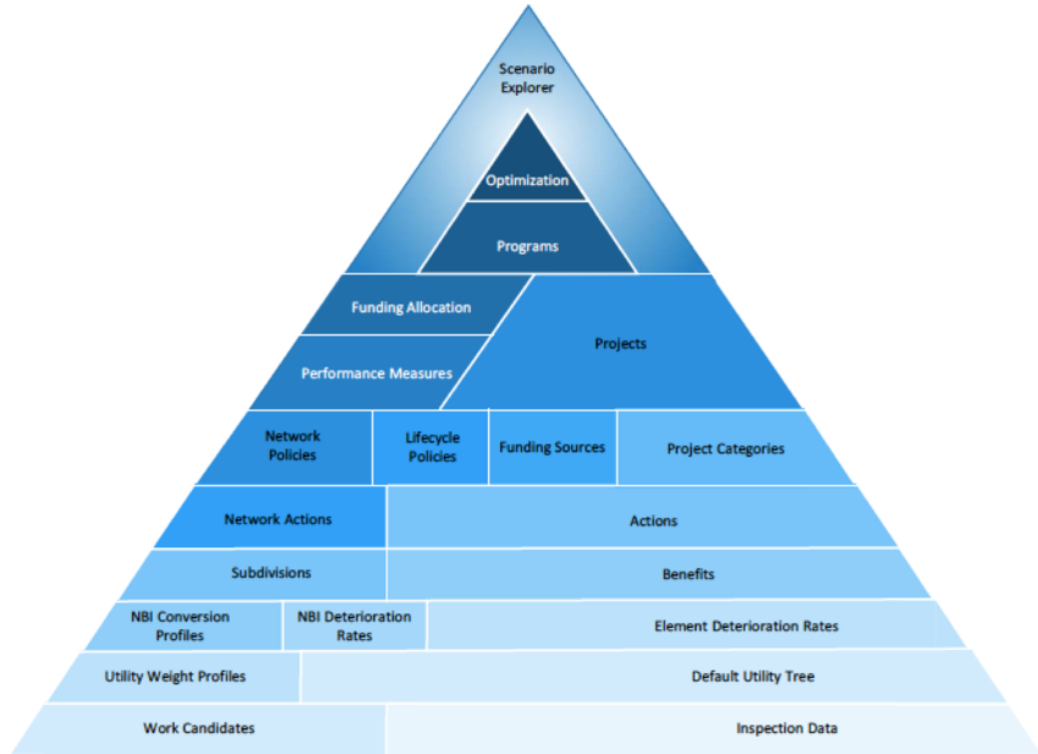 Scenario
Explorer
Optimization
Programs
Funding Allocation
Projects
Performance Measures
Network
Policies
Lifecycle
Policies
Funding Sources
Project Categories
Network Actions
Actions
Subdivisions
Benefits
NBI Conversion
Profiles
NBI Deterioration
Rates
Element Deterioration Rates
Utility Weight Profiles
Default Utility Tree
Work Candidates
Inspection Data